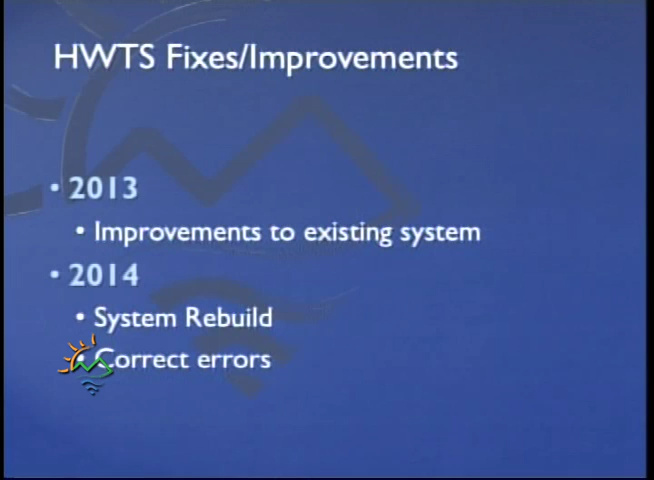 HWTS Fixes/Improvements
• 2013
• Improvements to existing system
• 2014
• System Rebuild
• Correct errors